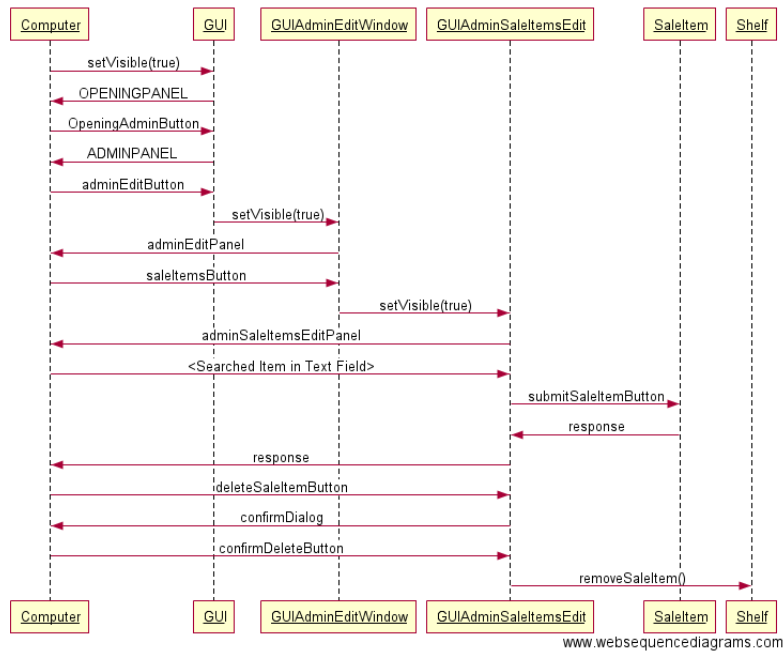 Computer GUI GUIAdminEditWindow GUIAdminSaleItemsEdit SaleItem Shelf
setVisible(true)
OPENINGPANEL
OpeningAdminButton
ADMINPANEL
adminEditButton
setVisible(true)
adminEditPanel
saleItemsButton
setVisible(true)
adminSaleItemsEditPanel
<Searched Item in Text Field>
submitSaleItemButton
response
response
deleteSaleItemButton
confirmDialog
confirmDeleteButton
removeSaleItem()
Computer GUI GUIAdminEditWindow GUIAdminSaleItemsEdit SaleItem Shelf
www.websequencediagrams.com